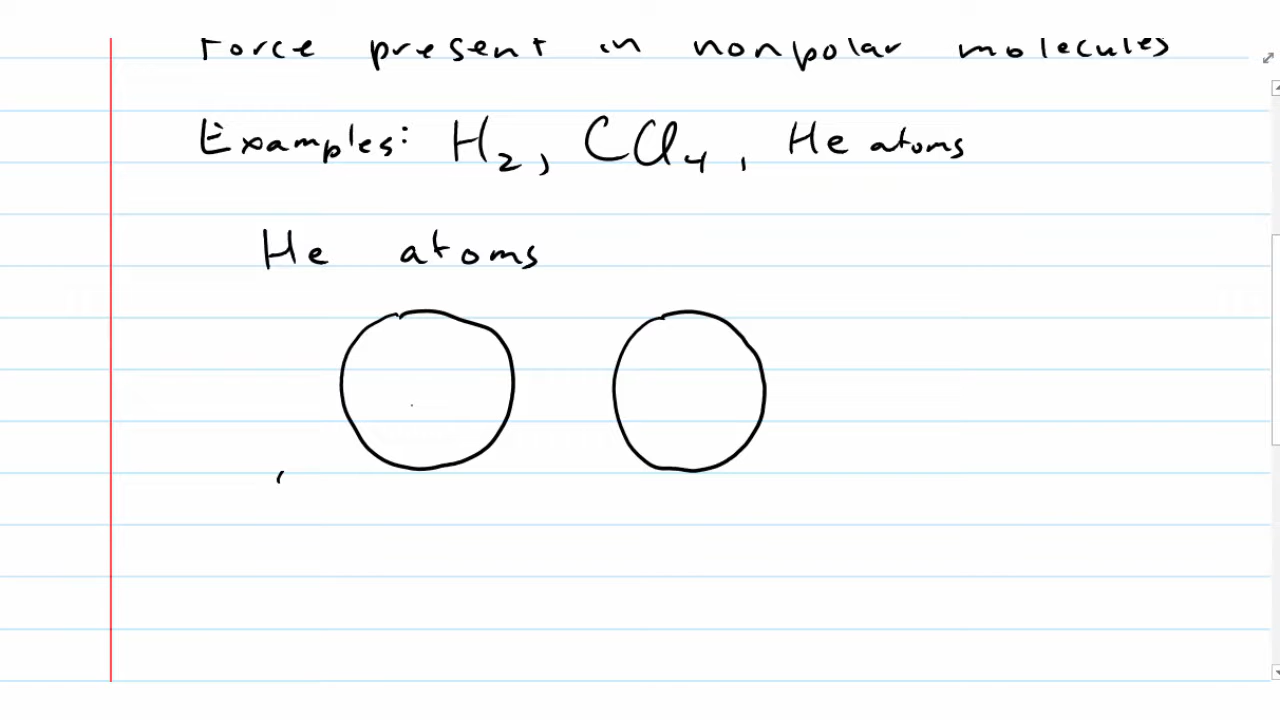 Force present in nonpolar molecules
Examples: H₂, CCl₄, He atoms
He atoms